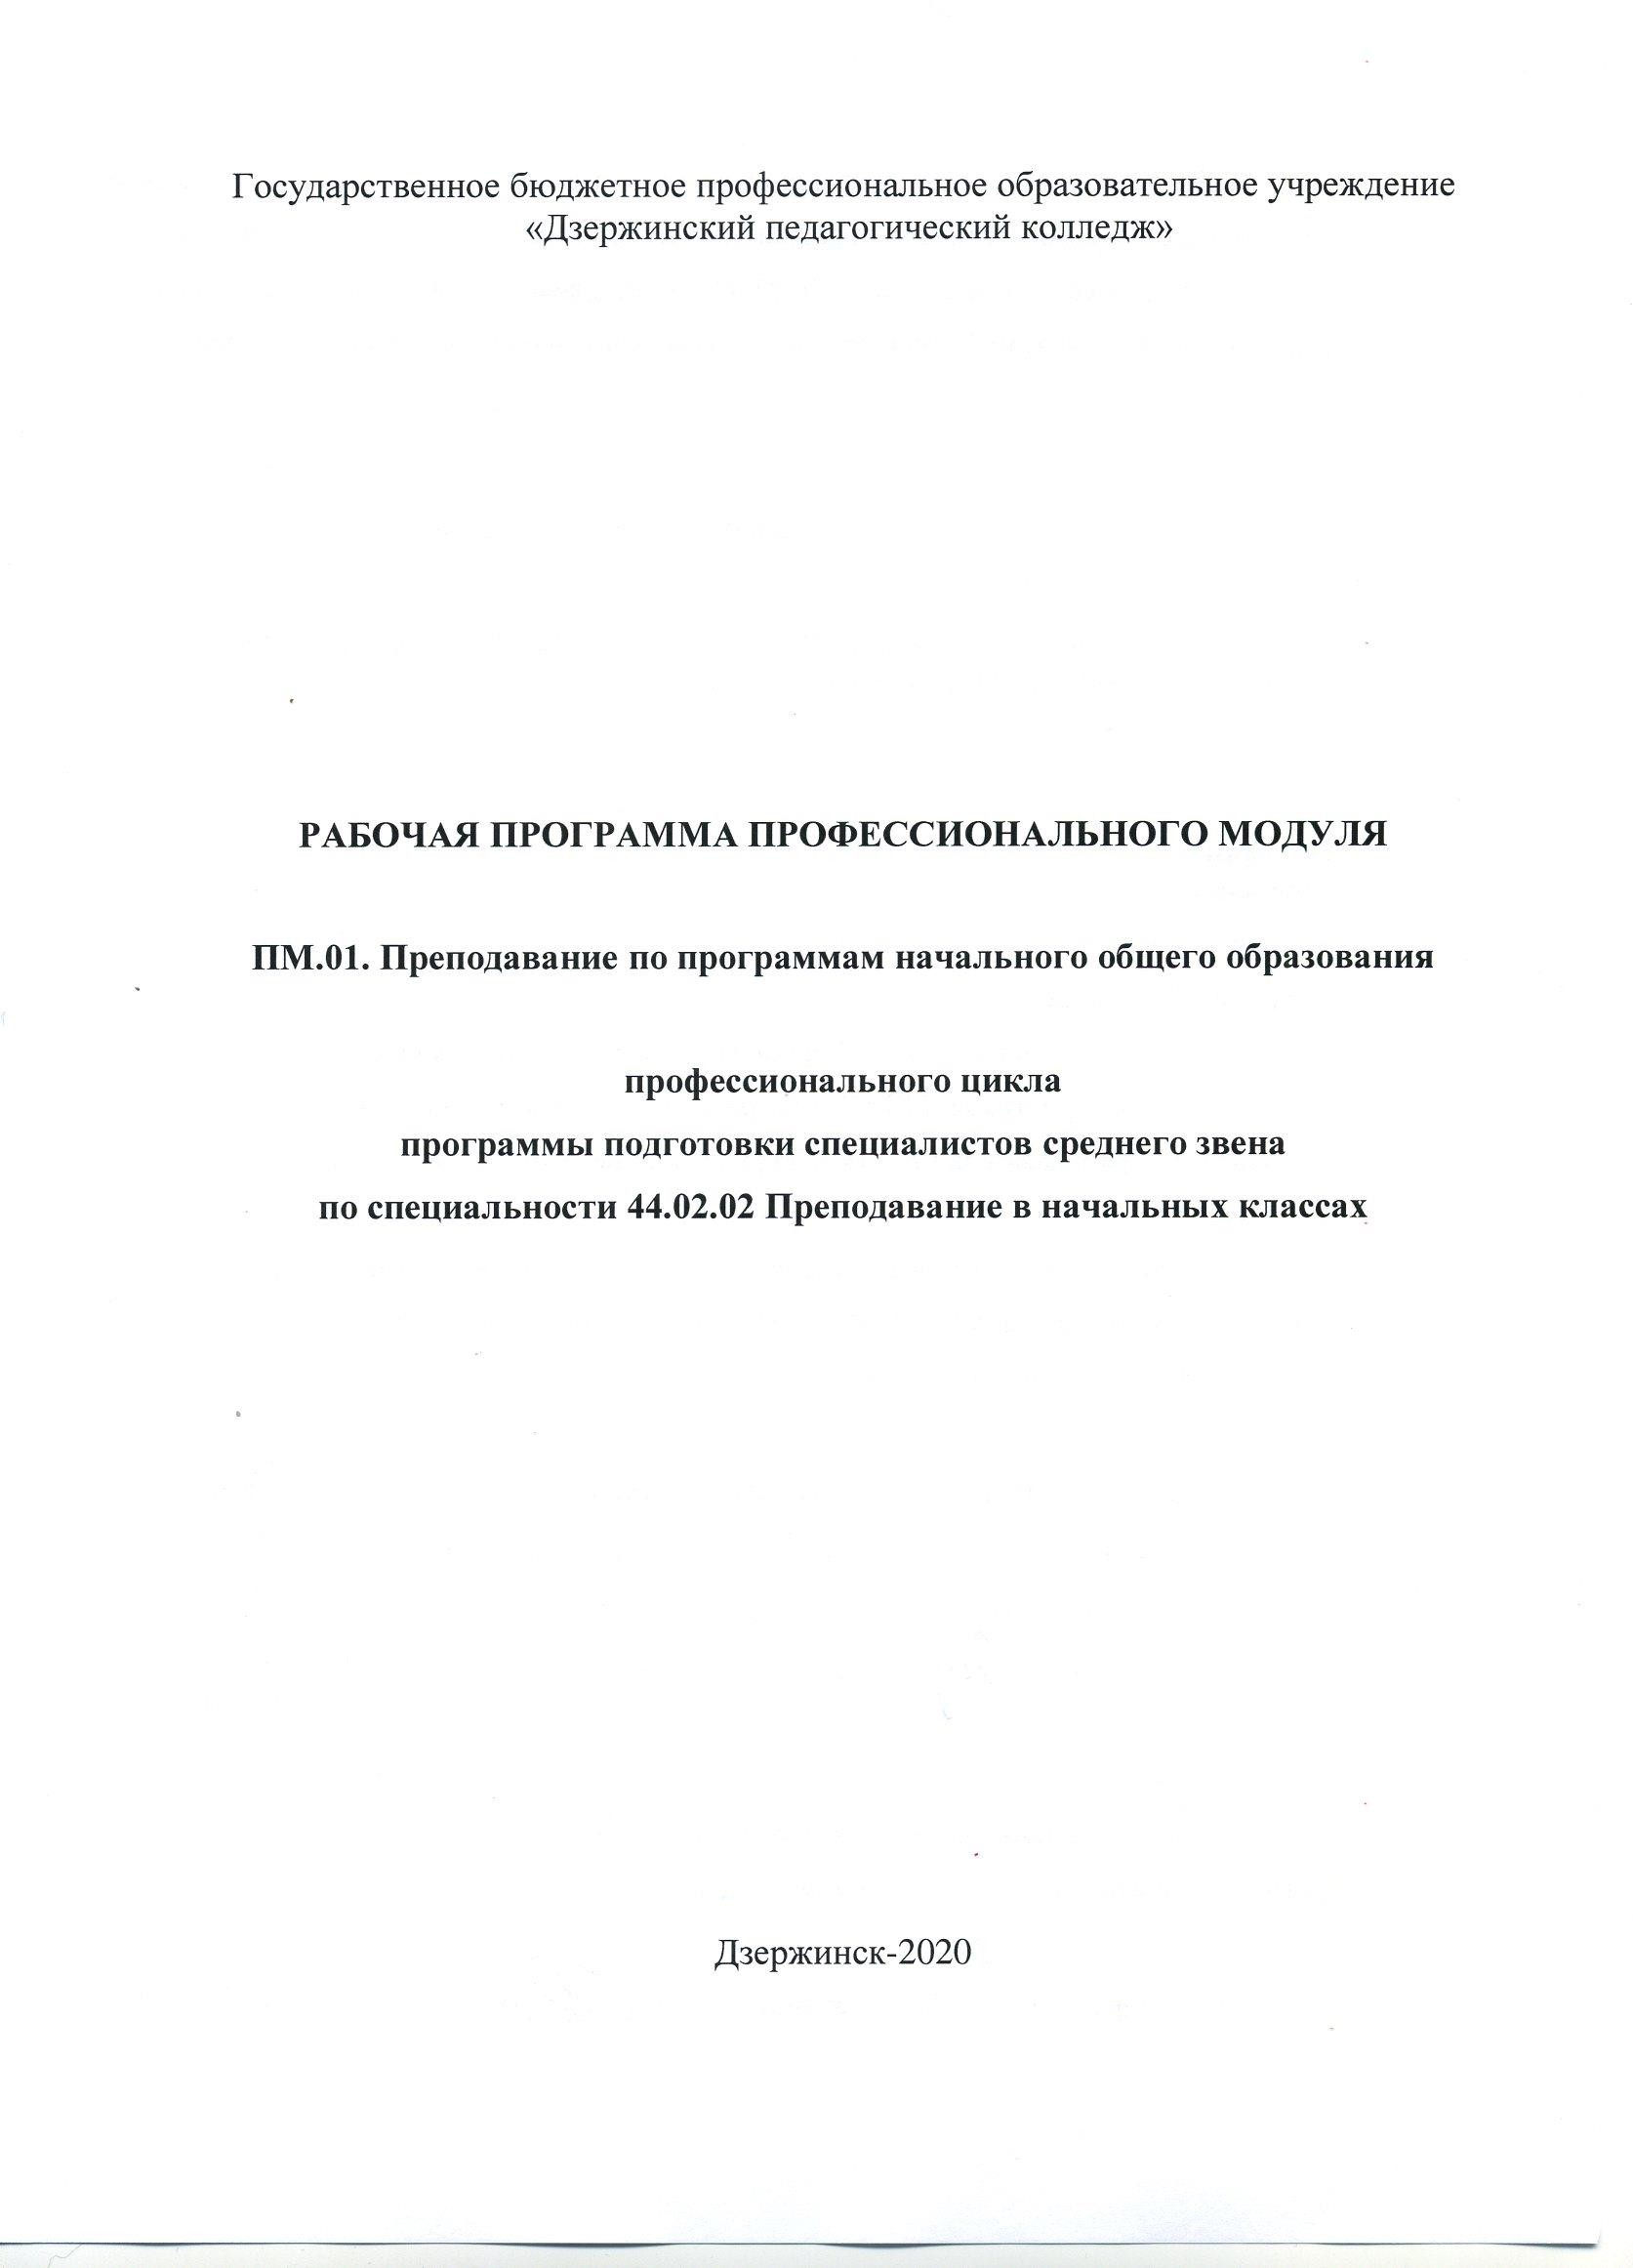 Государственное бюджетное профессиональное образовательное учреждение
«Дзержинский педагогический колледж»
РАБОЧАЯ ПРОГРАММА ПРОФЕССИОНАЛЬНОГО МОДУЛЯ
ПМ.01. Преподавание по программам начального общего образования
профессионального цикла
программы подготовки специалистов среднего звена
по специальности 44.02.02 Преподавание в начальных классах
Дзержинск-2020